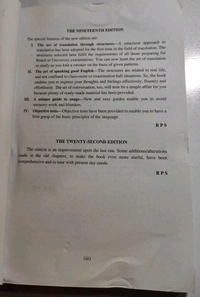 THE NINETEENTH EDITION
The special features of the new edition are:
I. The art of translation through structures—A structural approach to
translation has been adopted for the first time in the field of translation. The
structures selected here fulfil the requirements of all those preparing for
Board or University examinations. You can now learn the art of translation
as easily as you lock a sweater on the basis of given patterns.
II. The art of speaking good English—The structures are related to real life,
and not confined to class-room or examination hall situations. So, the book
enables you to express your thoughts and feelings effectively, fluently and
effortlessly. The art of conversation, too, will now be a simple affair for you
because plenty of ready-made material has been provided.
III. A unique guide to usage—New and easy guides enable you to avoid
common errors and blunders.
IV. Objective tests—Objective tests have been provided to enable you to have a
firm grasp of the basic principles of the language.
R P S
THE TWENTY-SECOND EDITION
The edition is an improvement upon the last one. Some additions/alterations
made in the old chapters, to make the book even more useful, have been
comprehensive and in tune with present day needs.
R P S